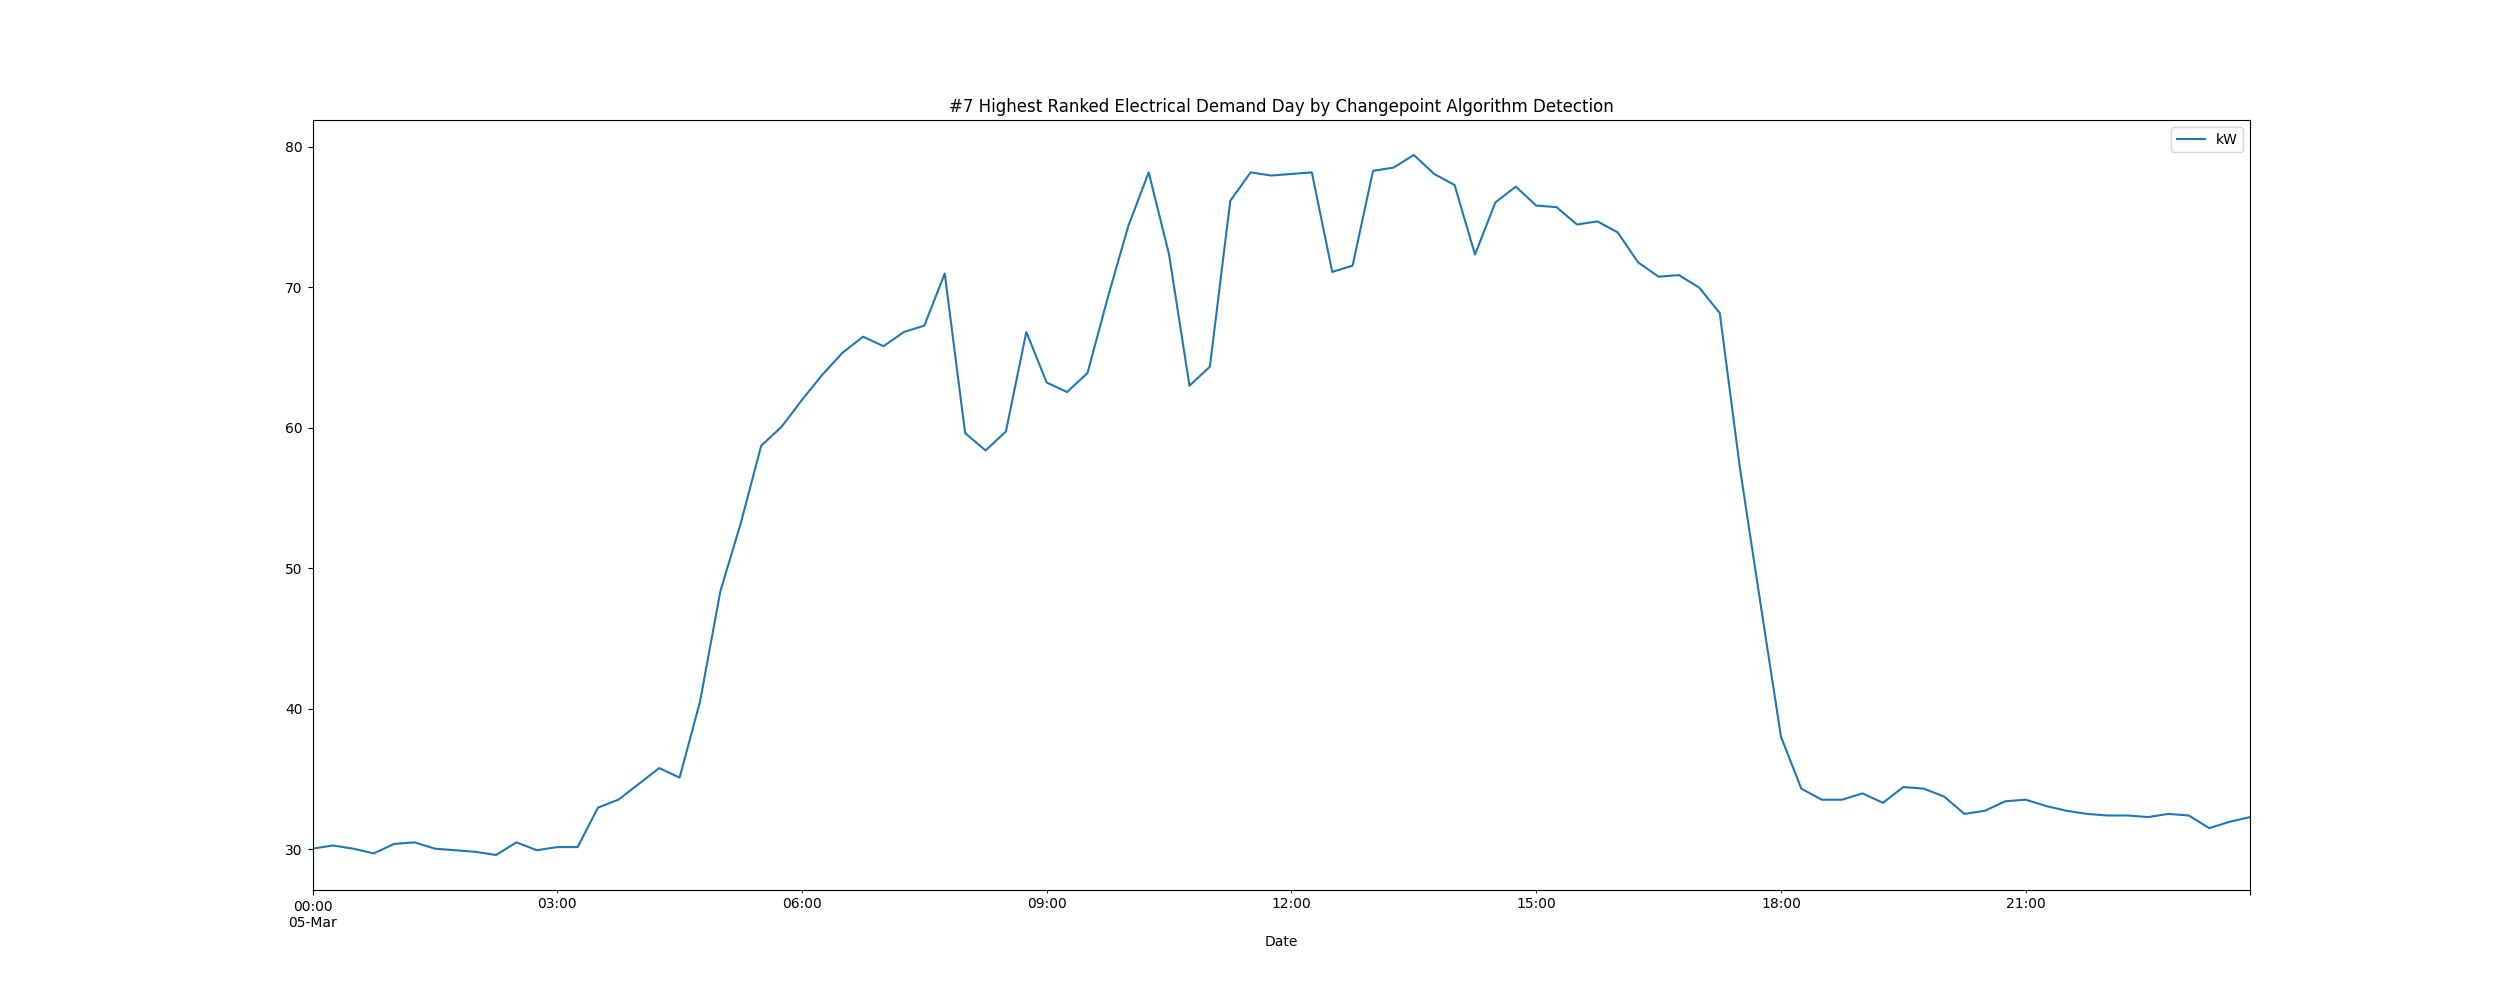 #7 Highest Ranked Electrical Demand Day by Changepoint Algorithm Detection
kW
80
70
60
50
40
30
00:00 03:00 06:00 09:00 12:00 15:00 18:00 21:00
05-Mar
Date